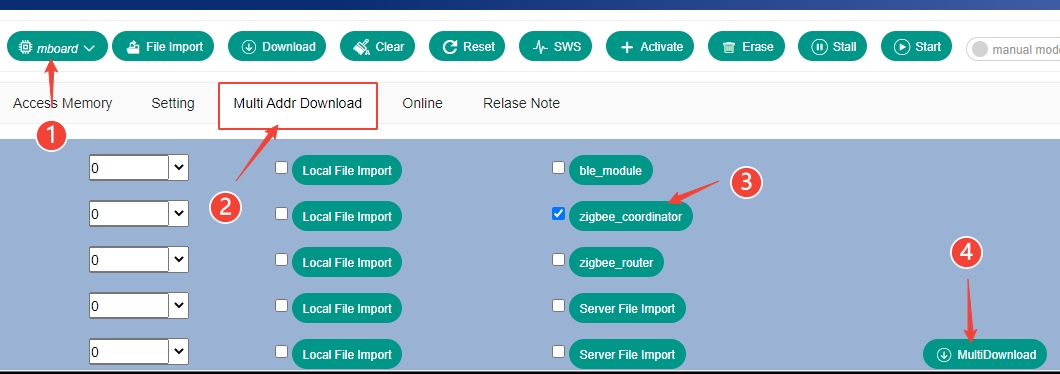 mboard File Import Download Clear Reset SWS Activate Erase Stall Start manual mod
Access Memory Setting Multi Addr Download Online Relase Note
1
2
3
4
0 Local File Import ble_module
0 Local File Import zigbee_coordinator
0 Local File Import zigbee_router
0 Local File Import Server File Import
0 Local File Import Server File Import MultiDownload